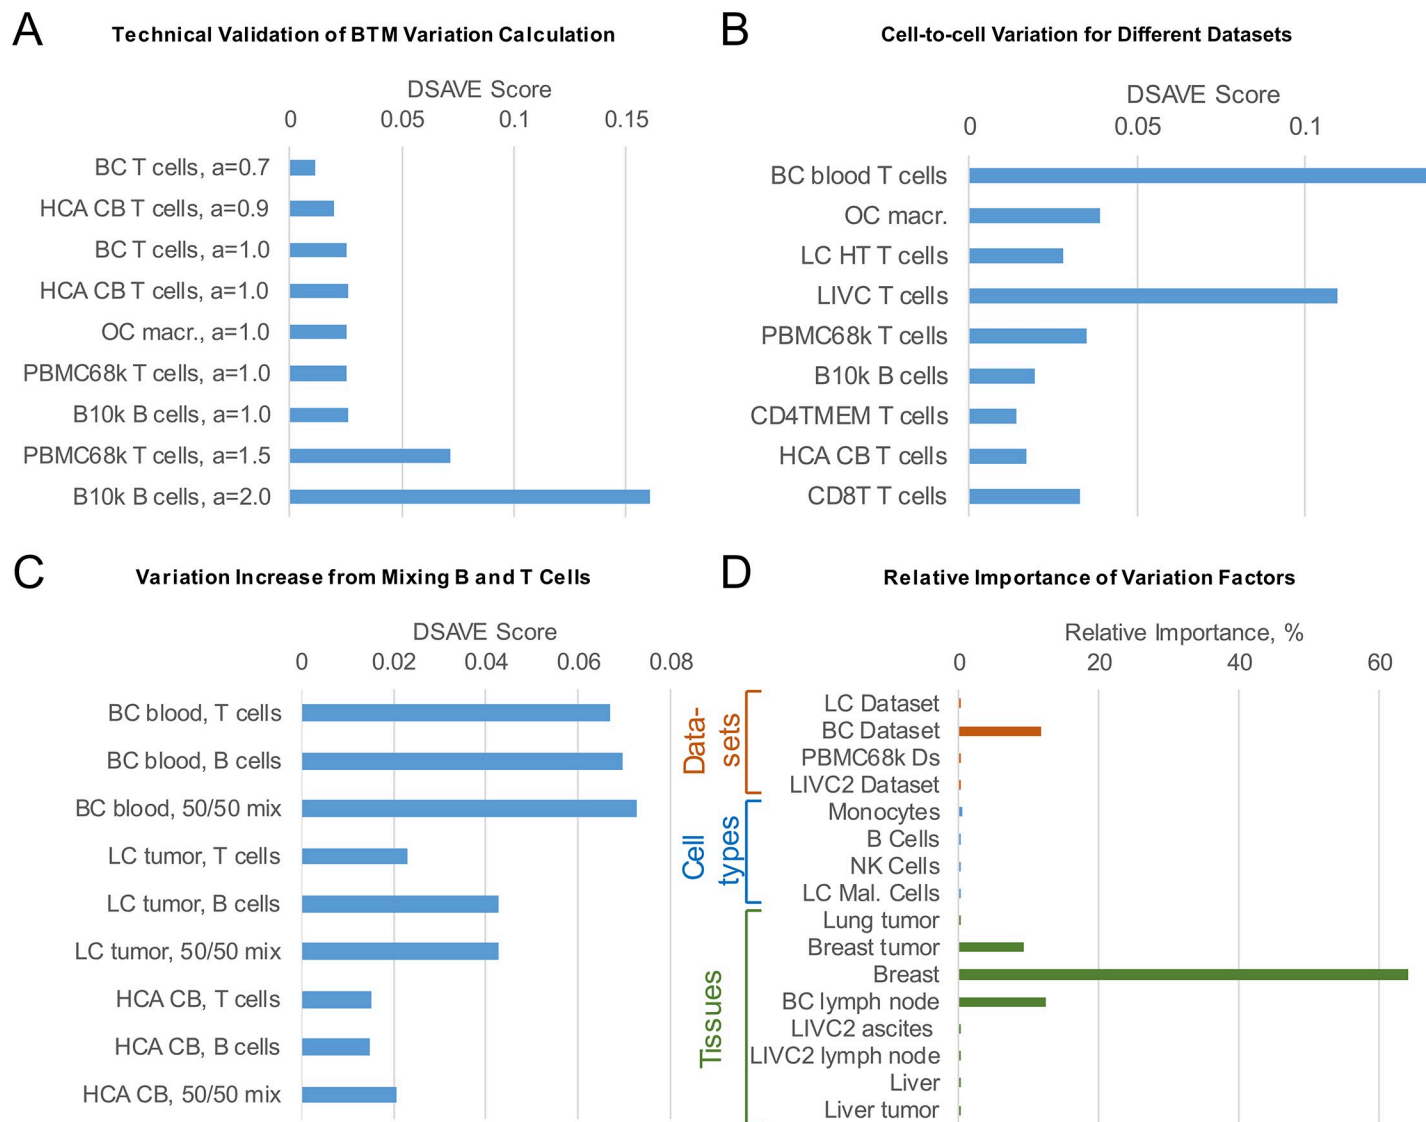 A
Technical Validation of BTM Variation Calculation
DSAVE Score
0 0.05 0.1 0.15
BC T cells, a=0.7
HCA CB T cells, a=0.9
BC T cells, a=1.0
HCA CB T cells, a=1.0
OC macr., a=1.0
PBMC68k T cells, a=1.0
B10k B cells, a=1.0
PBMC68k T cells, a=1.5
B10k B cells, a=2.0
B
Cell-to-cell Variation for Different Datasets
DSAVE Score
0 0.05 0.1
BC blood T cells
OC macr.
LC HT T cells
LIVC T cells
PBMC68k T cells
B10k B cells
CD4TMEM T cells
HCA CB T cells
CD8T T cells
C
Variation Increase from Mixing B and T Cells
DSAVE Score
0 0.02 0.04 0.06 0.08
BC blood, T cells
BC blood, B cells
BC blood, 50/50 mix
LC tumor, T cells
LC tumor, B cells
LC tumor, 50/50 mix
HCA CB, T cells
HCA CB, B cells
HCA CB, 50/50 mix
D
Relative Importance of Variation Factors
Relative Importance, %
0 20 40 60
Data-
sets
LC Dataset
BC Dataset
PBMC68k Ds
LIVC2 Dataset
Cell
types
Monocytes
B Cells
NK Cells
LC Mal. Cells
Tissues
Lung tumor
Breast tumor
Breast
BC lymph node
LIVC2 ascites
LIVC2 lymph node
Liver
Liver tumor